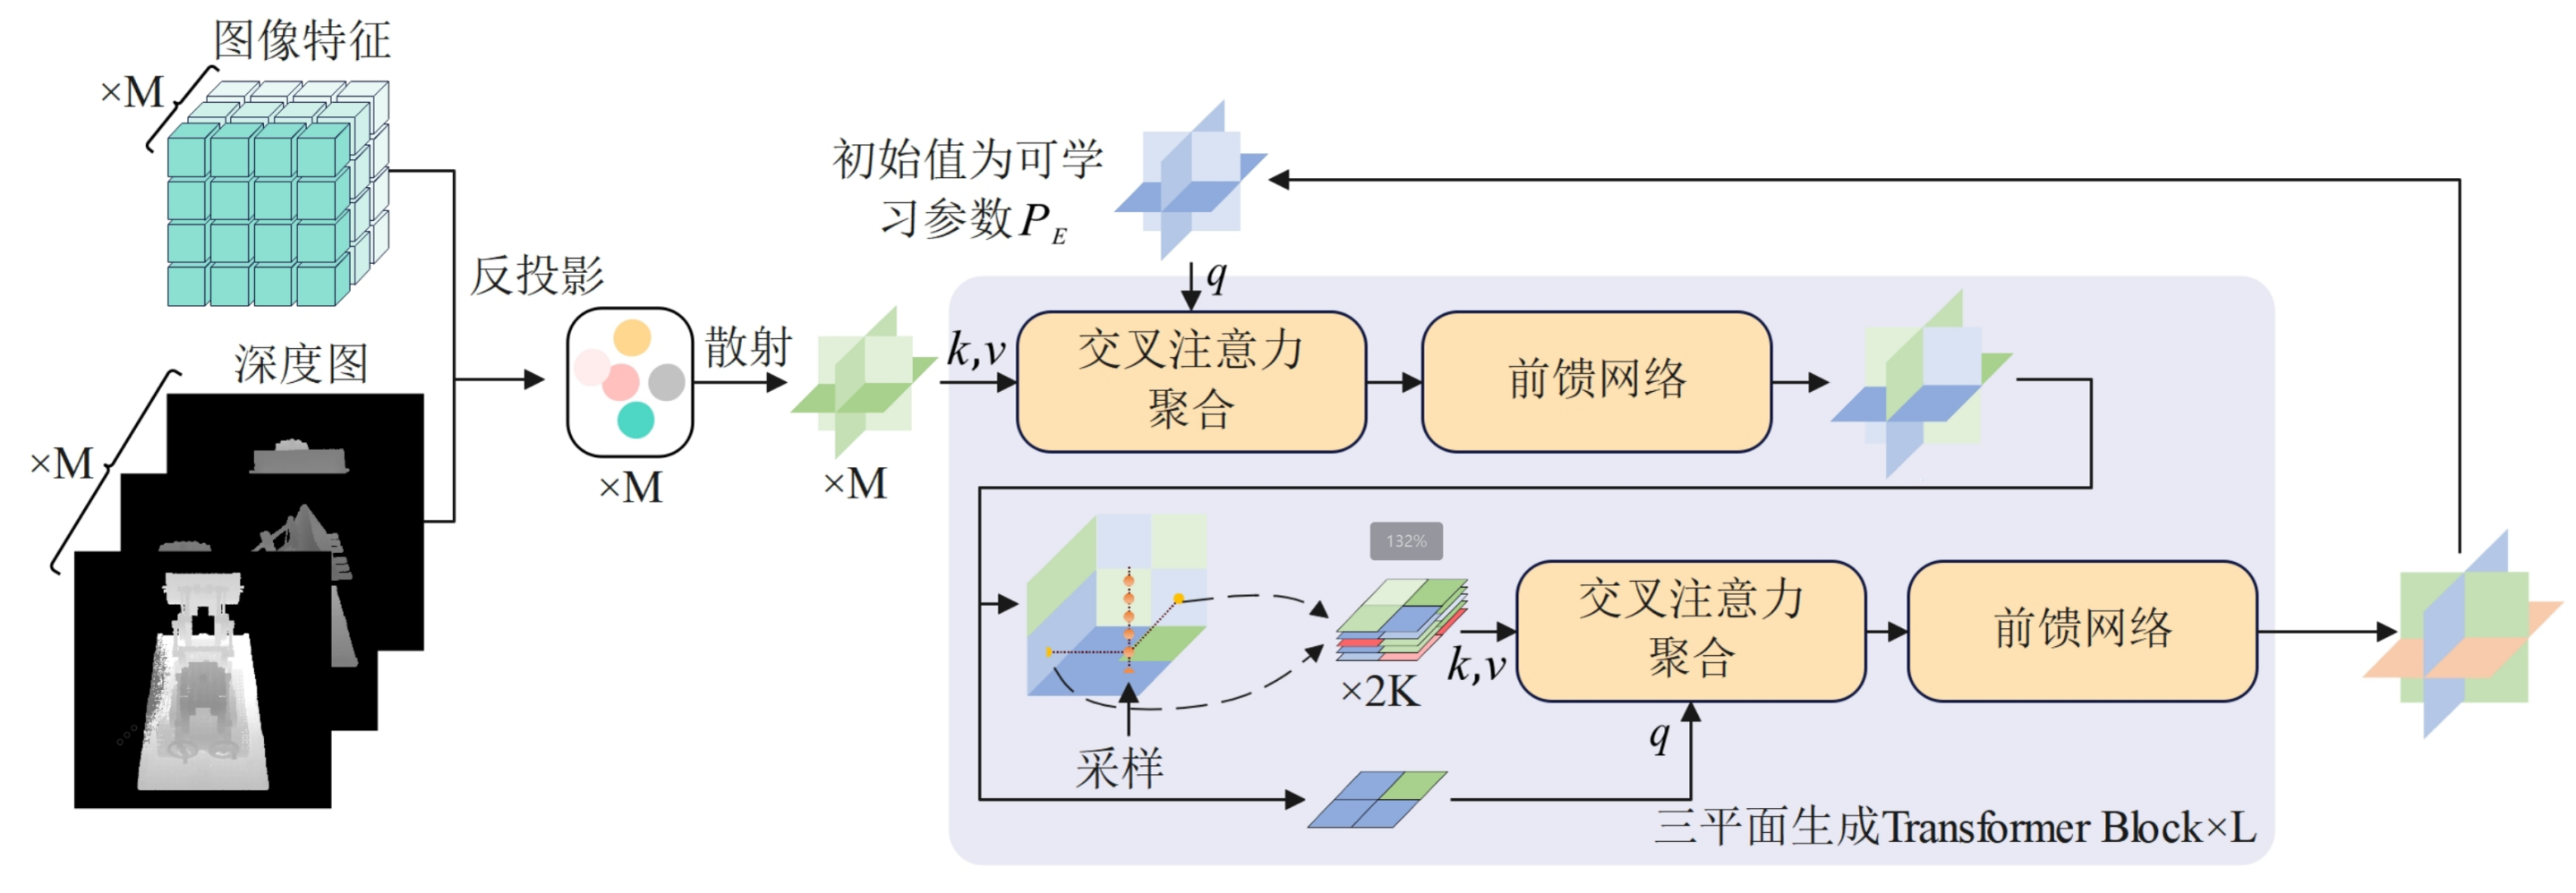 图像特征
×M
深度图
×M
反投影
×M
散射
×M
初始值为可学
习参数P_E
q
k,v
交叉注意力
聚合
前馈网络
132%
采样
×2K
k,v
交叉注意力
聚合
前馈网络
q
三平面生成Transformer Block×L